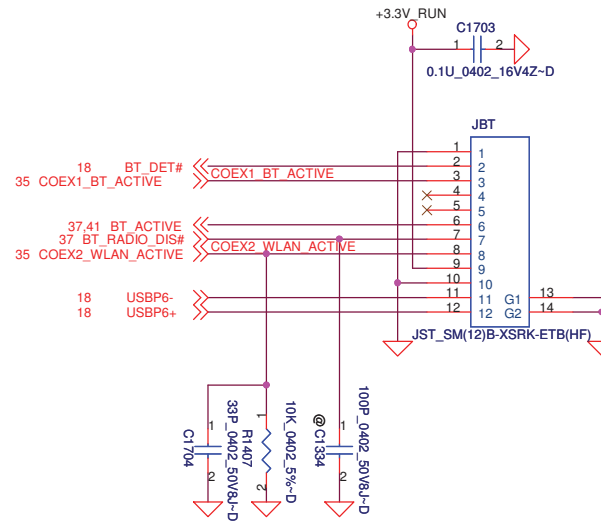 +3.3V_RUN
C1703
1 2
0.1U_0402_16V4Z~D
JBT
1 1
18 BT_DET# 2 2
35 COEX1_BT_ACTIVE COEX1_BT_ACTIVE 3 3
4 4
5 5
37,41 BT_ACTIVE 6 6
37 BT_RADIO_DIS# 7 7
35 COEX2_WLAN_ACTIVE COEX2_WLAN_ACTIVE 8 8
9 9
10 10
18 USBP6- 11 11 G1 13
18 USBP6+ 12 12 G2 14
JST_SM(12)B-XSRK-ETB(HF)
1
2
33P_0402_50V8J~D
C1704
1
2
10K_0402_5%~D
R1407
1
2
100P_0402_50V8J~D
@C1334